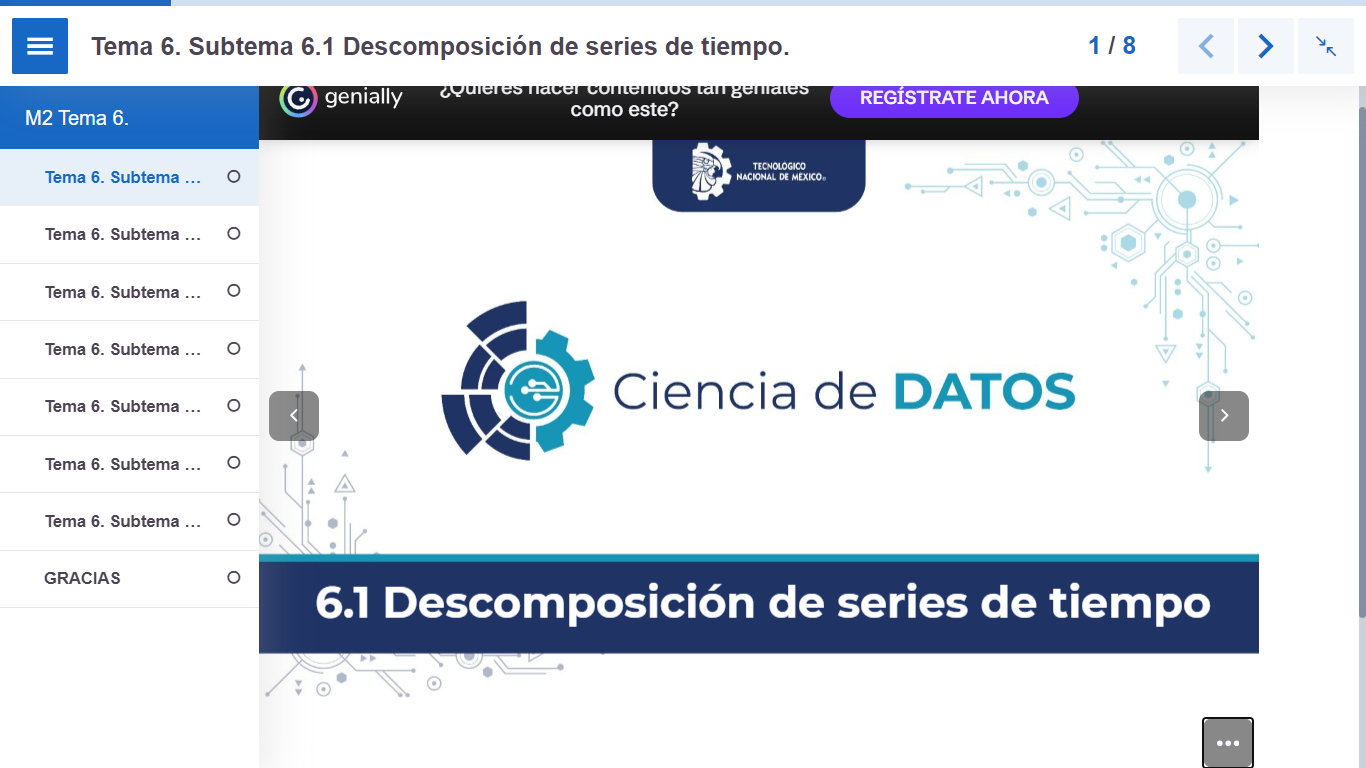 Tema 6. Subtema 6.1 Descomposición de series de tiempo.
1 / 8
M2 Tema 6.
Tema 6. Subtema ...
Tema 6. Subtema ...
Tema 6. Subtema ...
Tema 6. Subtema ...
Tema 6. Subtema ...
Tema 6. Subtema ...
Tema 6. Subtema ...
GRACIAS
genially
¿Quieres hacer contenidos tan geniales
como este?
REGÍSTRATE AHORA
TECNOLÓGICO
NACIONAL DE MÉXICO
Ciencia de DATOS
6.1 Descomposición de series de tiempo